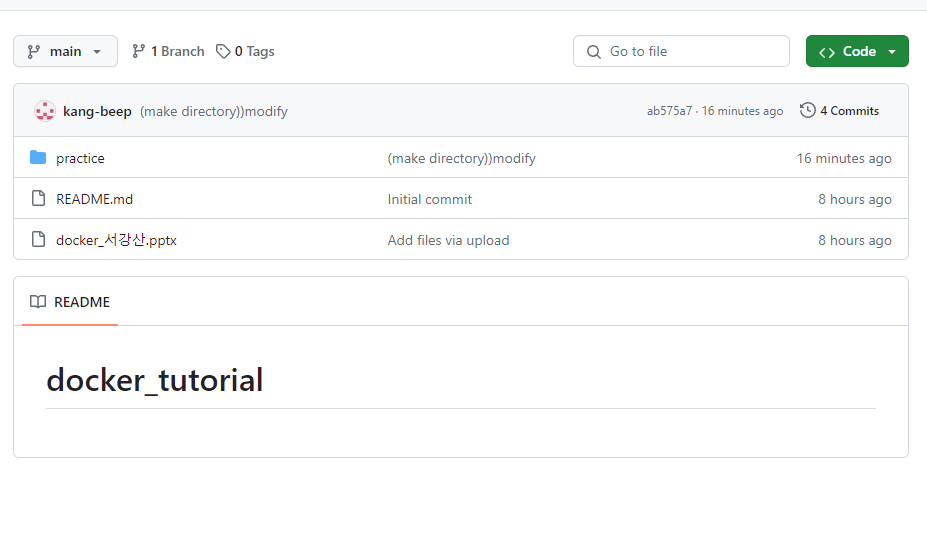 main 1 Branch 0 Tags Go to file Code
kang-beep (make directory))modify ab575a7 · 16 minutes ago 4 Commits
practice (make directory))modify 16 minutes ago
README.md Initial commit 8 hours ago
docker_서강산.pptx Add files via upload 8 hours ago
README
docker_tutorial